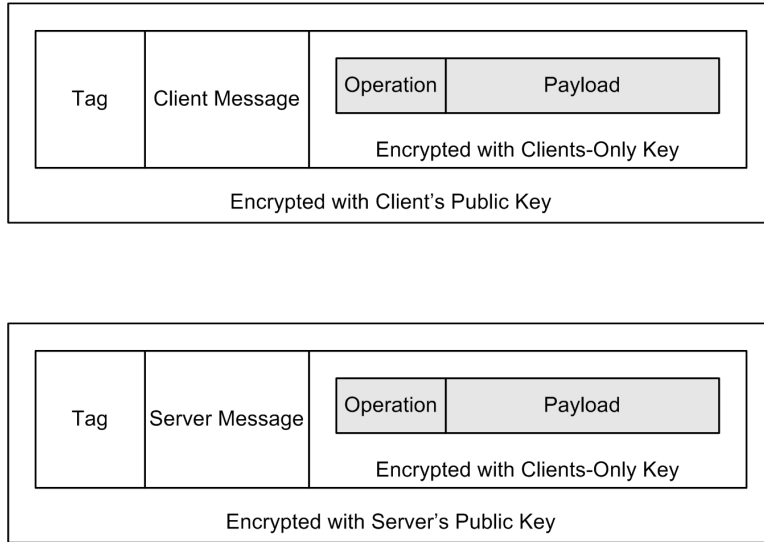 Tag
Client Message
Operation
Payload
Encrypted with Clients-Only Key
Encrypted with Client's Public Key
Tag
Server Message
Operation
Payload
Encrypted with Clients-Only Key
Encrypted with Server's Public Key